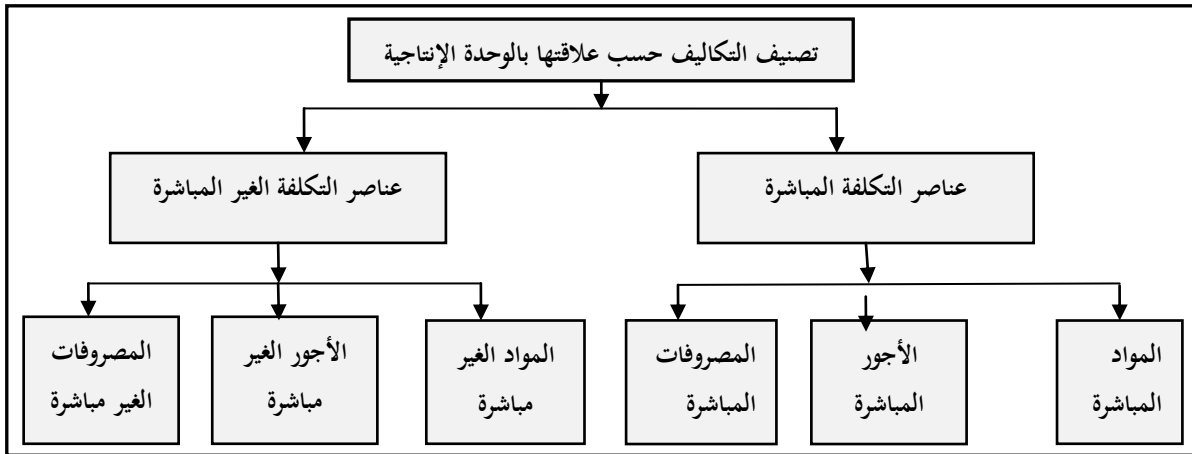 تصنيف التكاليف حسب علاقتها بالوحدة الإنتاجية
عناصر التكلفة المباشرة
عناصر التكلفة الغير المباشرة
المواد
المباشرة
الأجور
المباشرة
المصروفات
المباشرة
المواد الغير
مباشرة
الأجور الغير
مباشرة
المصروفات
الغير مباشرة